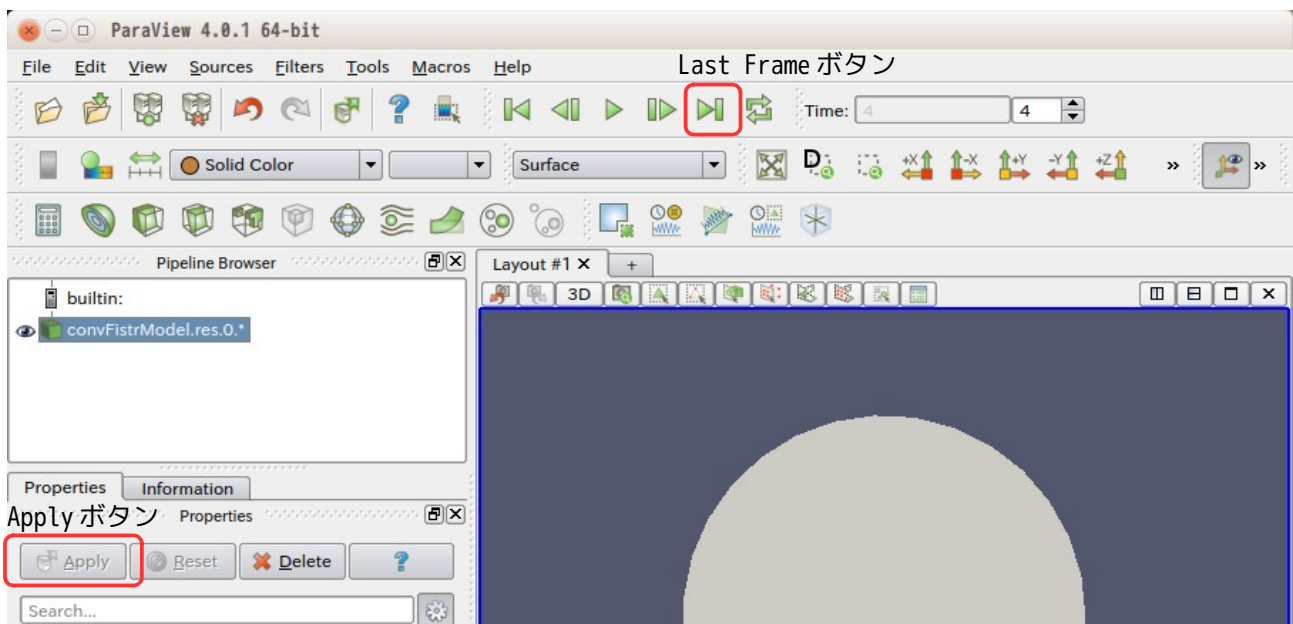 ParaView 4.0.1 64-bit
File Edit View Sources Filters Tools Macros Help
Last Frame ボタン
Time: 4 4
Solid Color Surface +X -X +Y -Y +Z » »
Pipeline Browser
Layout #1 +
3D
builtin:
convFistrModel.res.0.*
Properties Information
Apply ボタン Properties
Apply Reset Delete ?
Search...